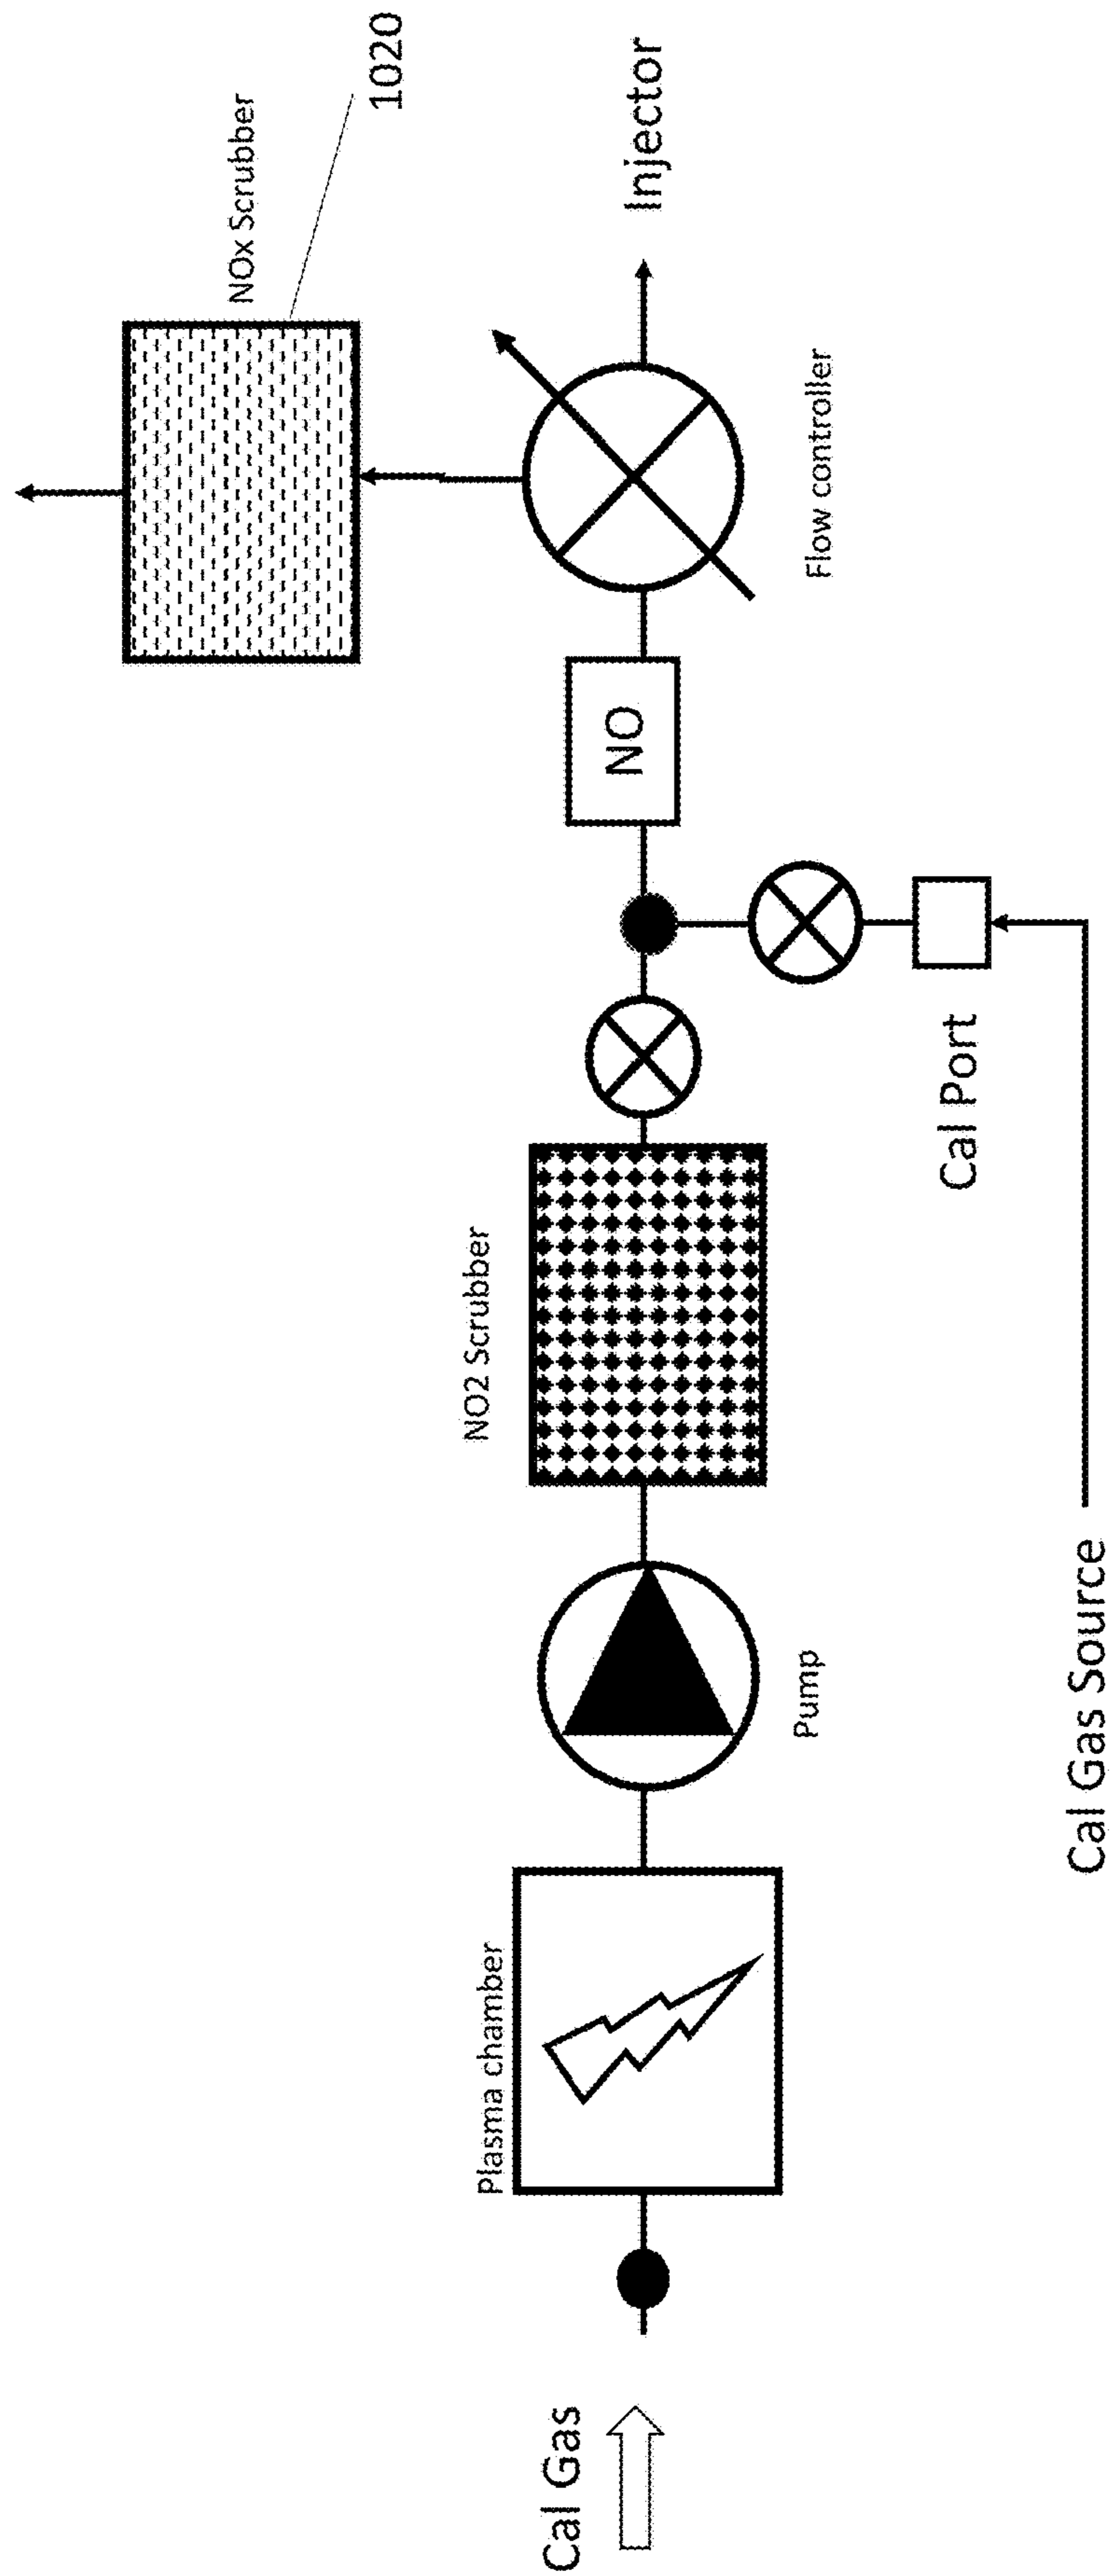 NOx Scrubber
1020
Injector
Flow controller
NO
NO2 Scrubber
Cal Port
Pump
Cal Gas Source
Plasma chamber
Cal Gas